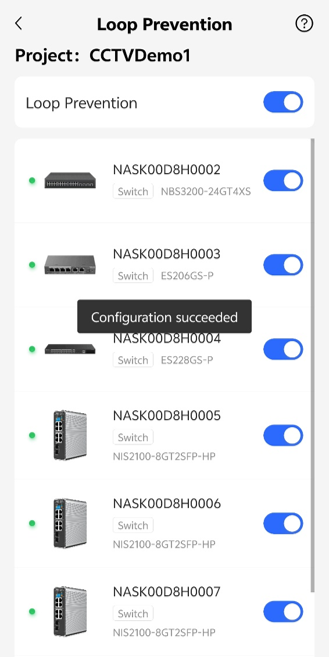 Loop Prevention
Project: CCTVDemo1
Loop Prevention
NASK00D8H0002
Switch NBS3200-24GT4XS
NASK00D8H0003
Switch ES206GS-P
Configuration succeeded
NASK00D8H0004
Switch ES228GS-P
NASK00D8H0005
Switch
NIS2100-8GT2SFP-HP
NASK00D8H0006
Switch
NIS2100-8GT2SFP-HP
NASK00D8H0007
Switch
NIS2100-8GT2SFP-HP